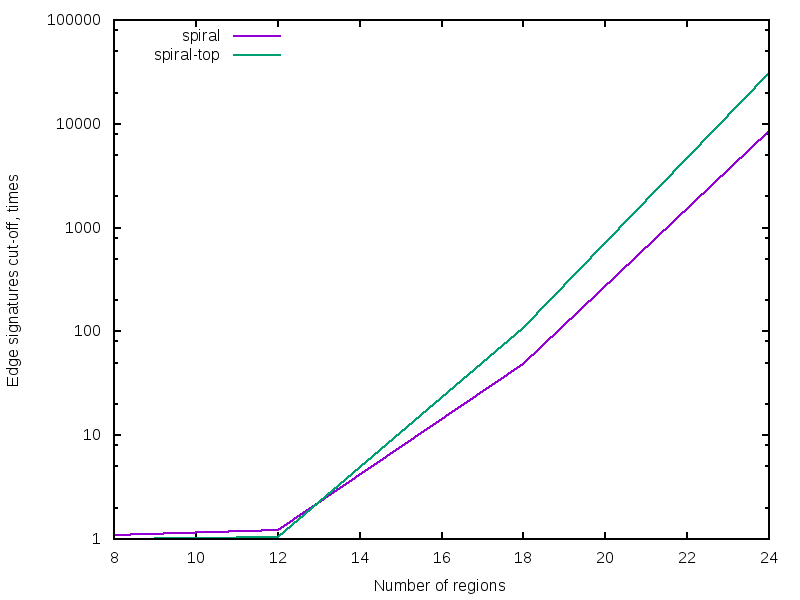 100000
10000
1000
100
10
1
spiral
spiral-top
Edge signatures cut-off, times
8 10 12 14 16 18 20 22 24
Number of regions